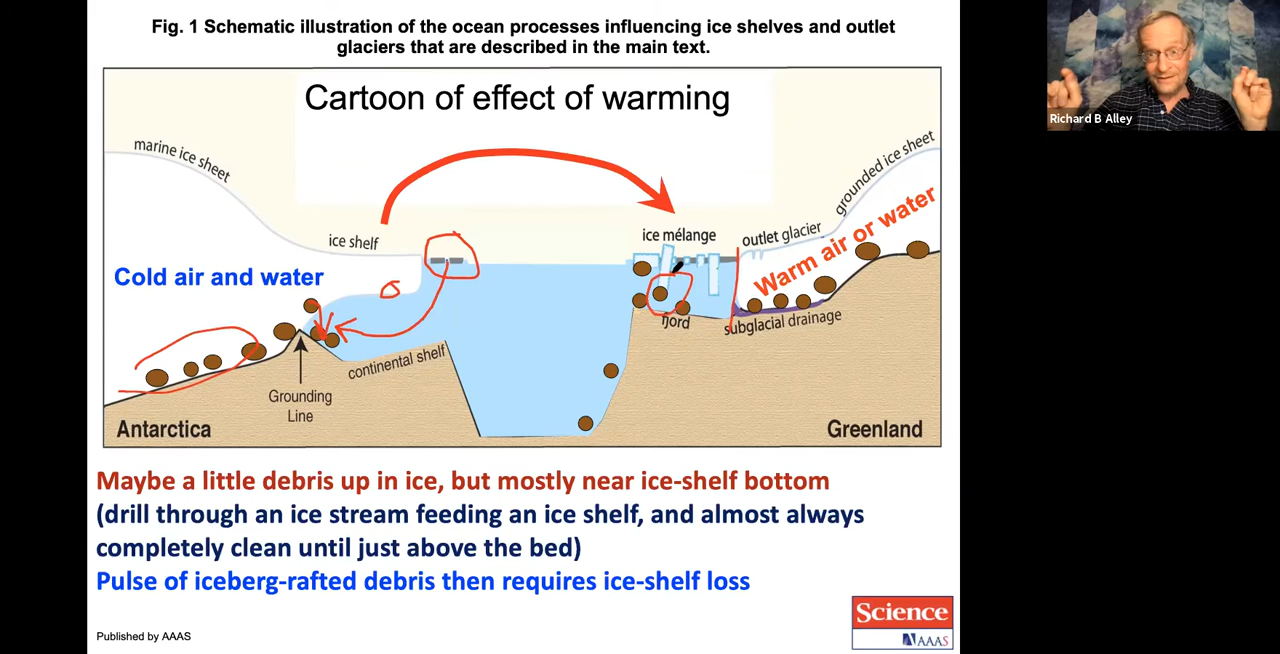 Fig. 1 Schematic illustration of the ocean processes influencing ice shelves and outlet
glaciers that are described in the main text.
Richard B Alley
Cartoon of effect of warming
marine ice sheet
grounded ice sheet
ice shelf
ice mélange
outlet glacier
Cold air and water
Warm air or water
fjord
subglacial drainage
continental shelf
Grounding
Line
Antarctica
Greenland
Maybe a little debris up in ice, but mostly near ice-shelf bottom
(drill through an ice stream feeding an ice shelf, and almost always
completely clean until just above the bed)
Pulse of iceberg-rafted debris then requires ice-shelf loss
Science
AAAS
Published by AAAS